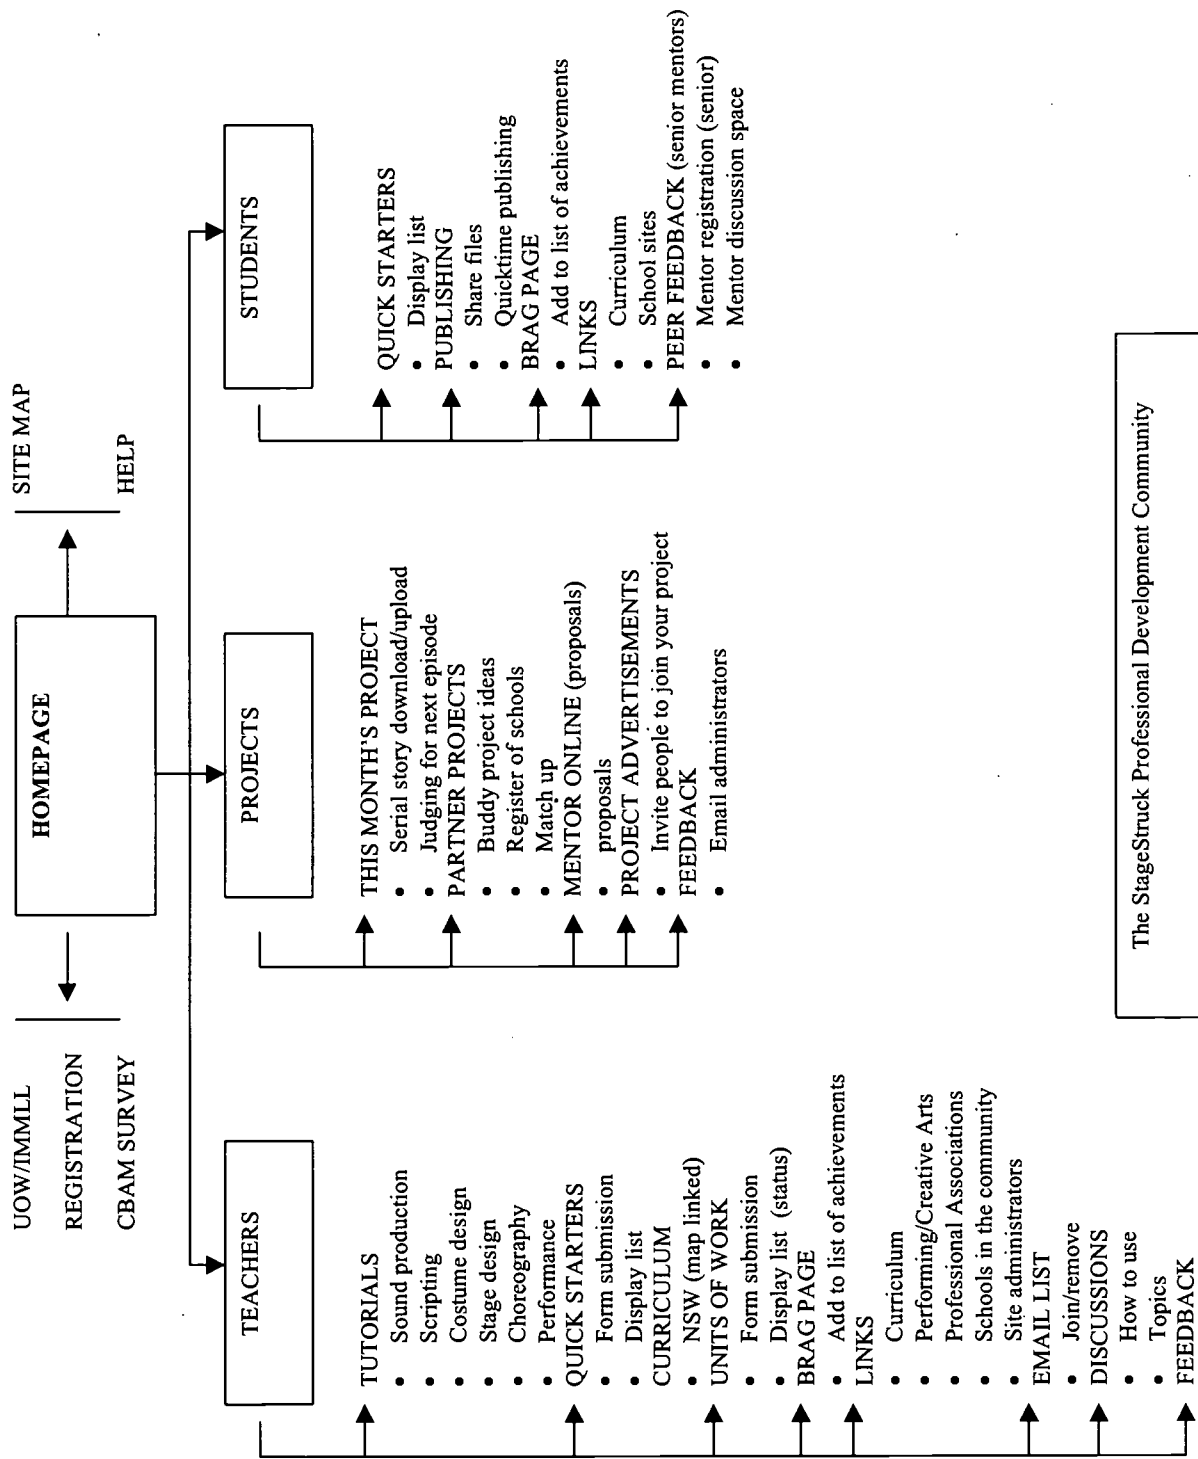 UOW/IMMLL
REGISTRATION
CBAM SURVEY
HOMEPAGE
SITE MAP
HELP
TEACHERS
TUTORIALS
• Sound production
• Scripting
• Costume design
• Stage design
• Choreography
• Performance
QUICK STARTERS
• Form submission
• Display list
CURRICULUM
• NSW (map linked)
UNITS OF WORK
• Form submission
• Display list (status)
BRAG PAGE
• Add to list of achievements
LINKS
• Curriculum
• Performing/Creative Arts
• Professional Associations
• Schools in the community
• Site administrators
EMAIL LIST
• Join/remove
DISCUSSIONS
• How to use
• Topics
FEEDBACK
PROJECTS
THIS MONTH'S PROJECT
• Serial story download/upload
• Judging for next episode
PARTNER PROJECTS
• Buddy project ideas
• Register of schools
• Match up
MENTOR ONLINE (proposals)
• proposals
PROJECT ADVERTISEMENTS
• Invite people to join your project
FEEDBACK
• Email administrators
STUDENTS
QUICK STARTERS
• Display list
PUBLISHING
• Share files
• Quicktime publishing
BRAG PAGE
• Add to list of achievements
LINKS
• Curriculum
• School sites
PEER FEEDBACK (senior mentors)
• Mentor registration (senior)
• Mentor discussion space
The StageStruck Professional Development Community